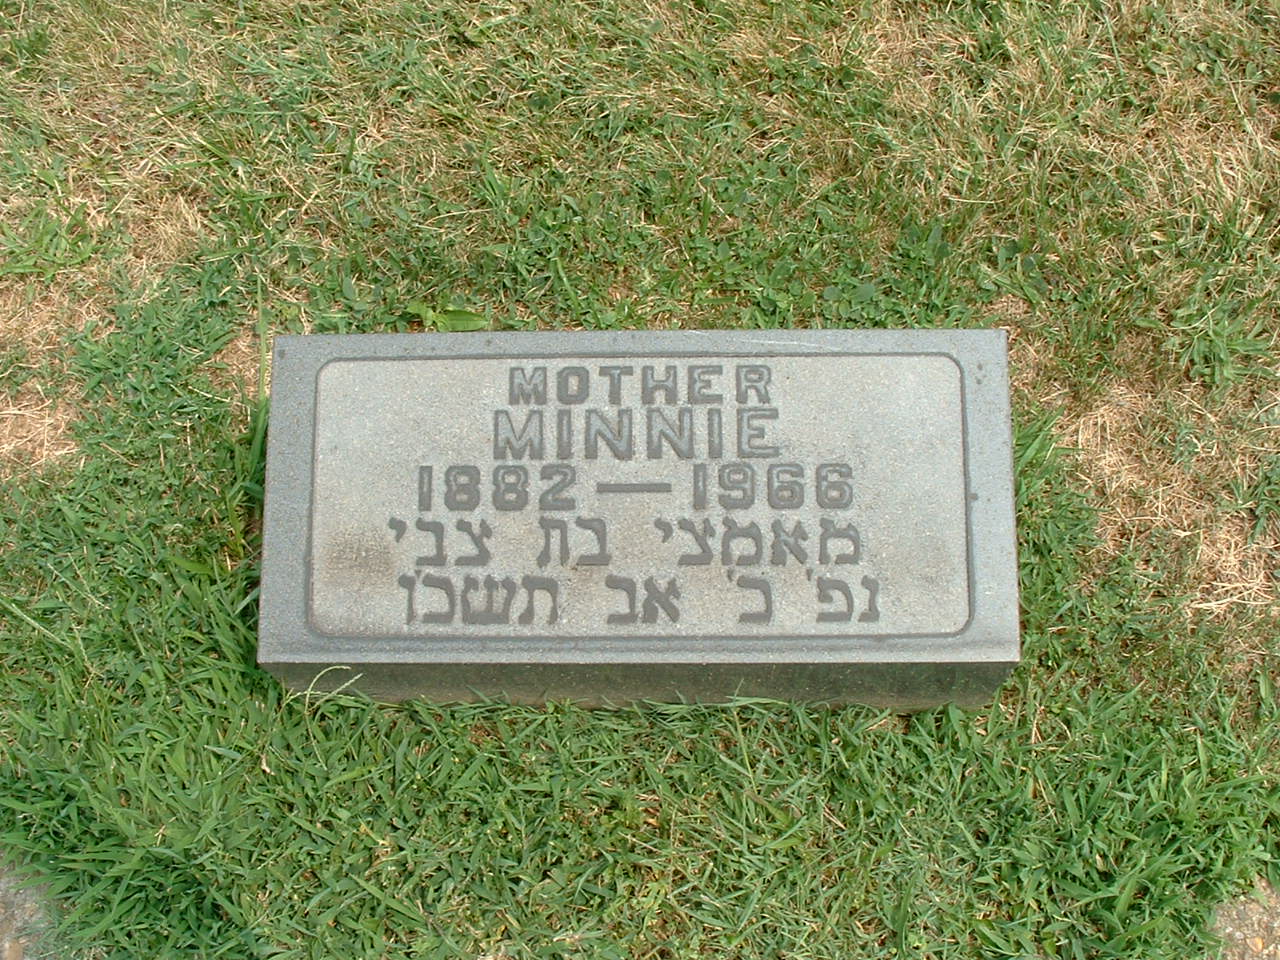 MOTHER
MINNIE
1882 — 1966
מאמצי בת צבי
נפ' כ' אב תשכו